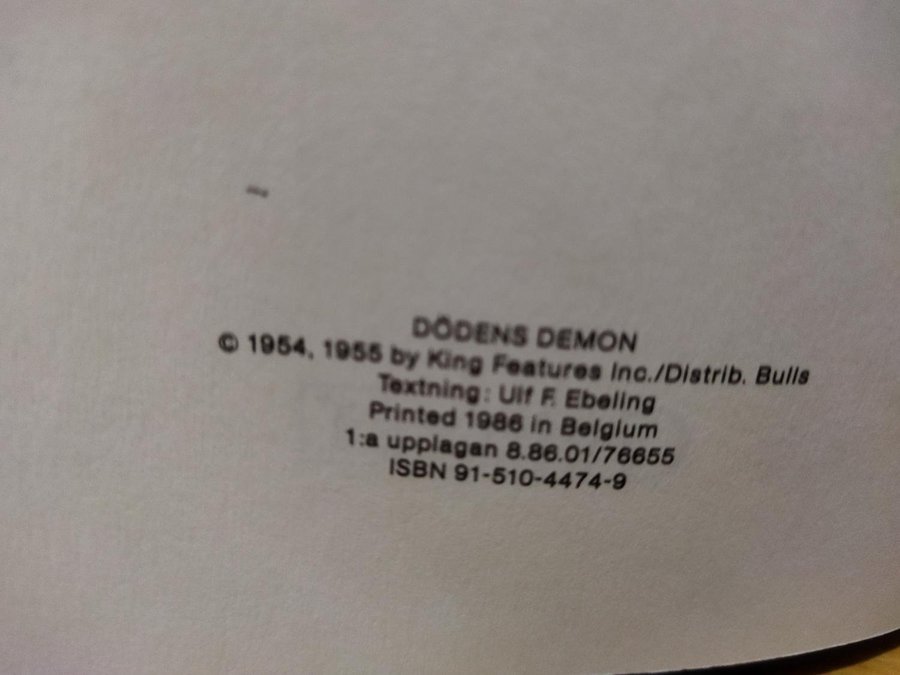 DÖDENS DEMON
© 1954, 1955 by King Features Inc./Distrib. Bulls
Textning: Ulf F. Ebeling
Printed 1986 in Belgium
1:a upplagan 8.86.01/76655
ISBN 91-510-4474-9